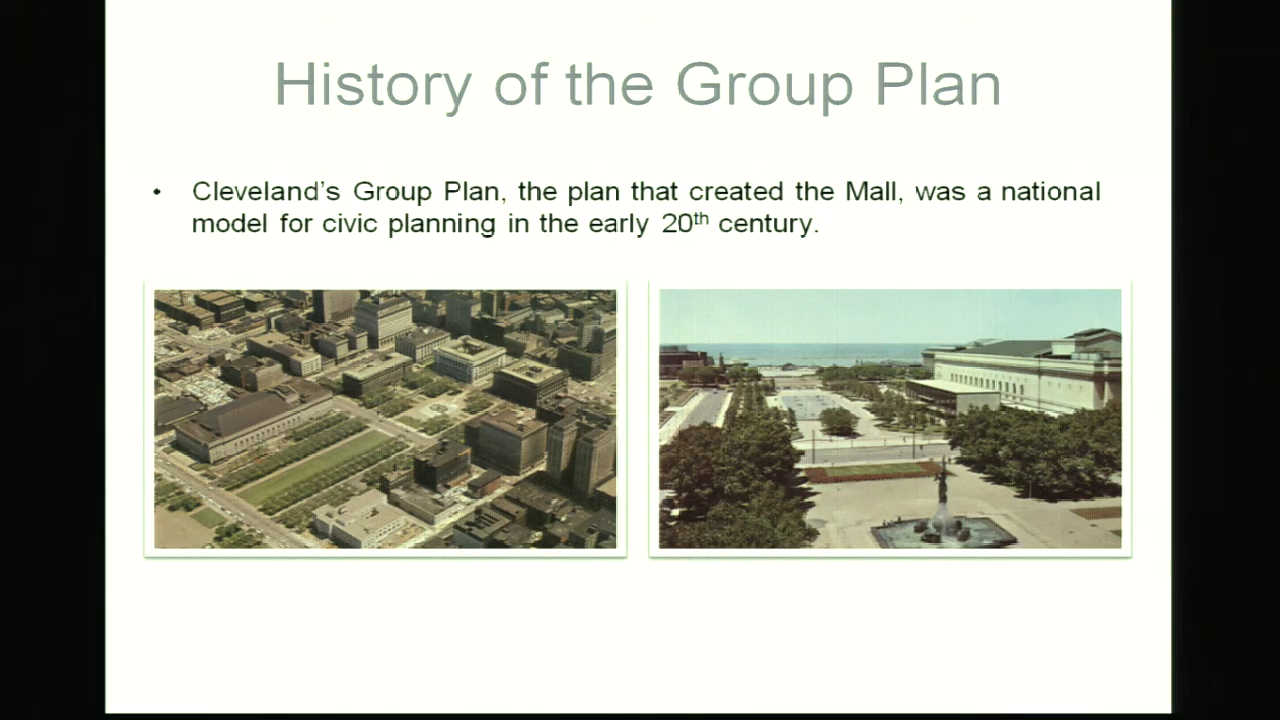 History of the Group Plan
• Cleveland's Group Plan, the plan that created the Mall, was a national
model for civic planning in the early 20th century.